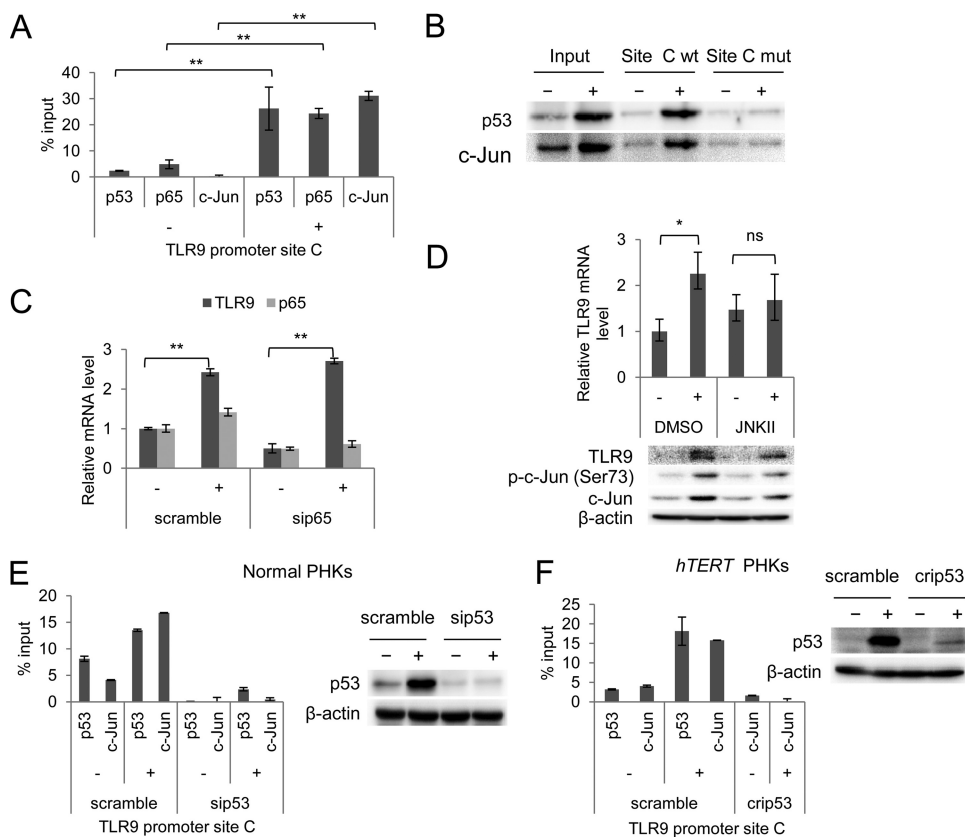 A
**
**
**
40
30
20
10
0
% input
p53 p65 c-Jun p53 p65 c-Jun
- +
TLR9 promoter site C
B
Input Site C wt Site C mut
– + – + – +
p53
c-Jun
C
TLR9 p65
3
2
1
0
Relative mRNA level
** **
- + - +
scramble sip65
D
3
2
1
0
Relative TLR9 mRNA
level
* ns
- + - +
DMSO JNKII
TLR9
p-c-Jun (Ser73)
c-Jun
β-actin
E
Normal PHKs
20
15
10
5
0
% input
p53 c-Jun p53 c-Jun p53 c-Jun p53 c-Jun
- + - +
scramble sip53
TLR9 promoter site C
scramble sip53
– + – +
p53
β-actin
F
hTERT PHKs
25
20
15
10
5
0
% input
p53 c-Jun p53 c-Jun p53 c-Jun
- + - +
scramble crip53
TLR9 promoter site C
scramble crip53
– + – +
p53
β-actin